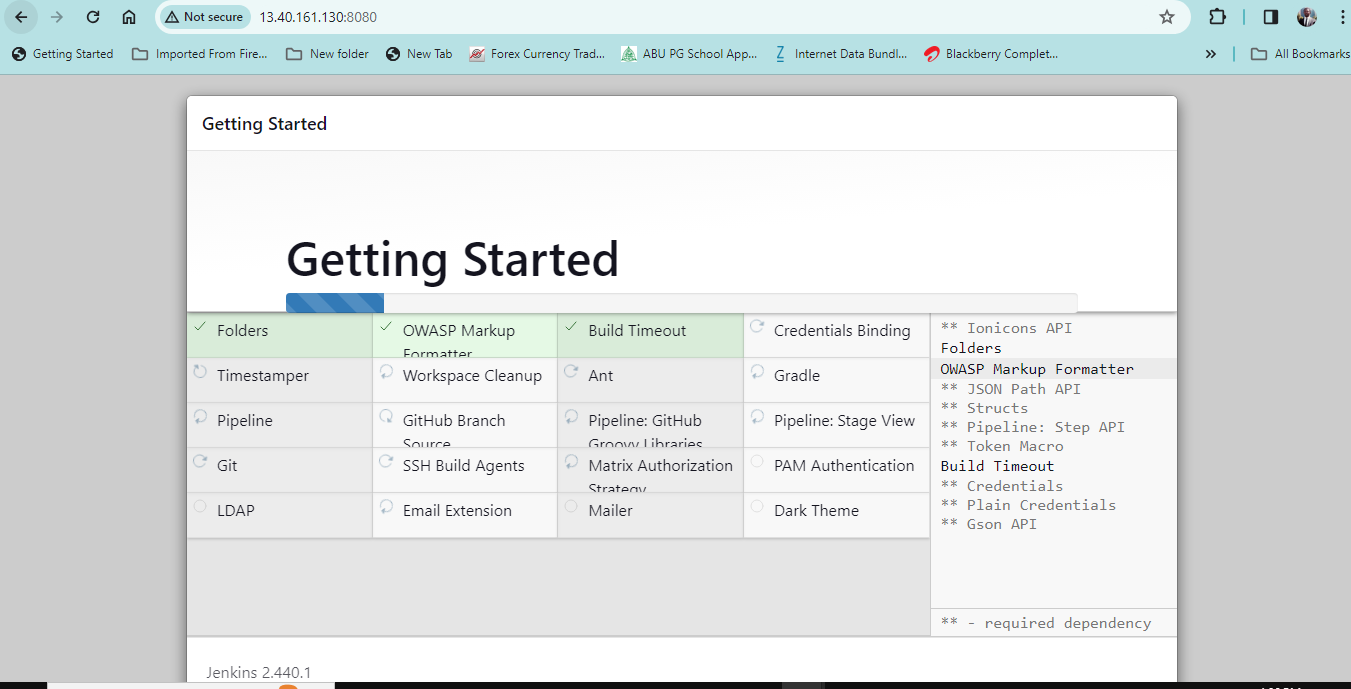 Not secure 13.40.161.130:8080
Getting Started Imported From Fire... New folder New Tab Forex Currency Trad... ABU PG School App... Internet Data Bundl... Blackberry Complet... » All Bookmarks
Getting Started
Getting Started
Folders
OWASP Markup Formatter
Build Timeout
Credentials Binding
Timestamper
Workspace Cleanup
Ant
Gradle
Pipeline
GitHub Branch Source
Pipeline: GitHub Groovy Libraries
Pipeline: Stage View
Git
SSH Build Agents
Matrix Authorization Strategy
PAM Authentication
LDAP
Email Extension
Mailer
Dark Theme
** Ionicons API
Folders
OWASP Markup Formatter
** JSON Path API
** Structs
** Pipeline: Step API
** Token Macro
Build Timeout
** Credentials
** Plain Credentials
** Gson API
** - required dependency
Jenkins 2.440.1